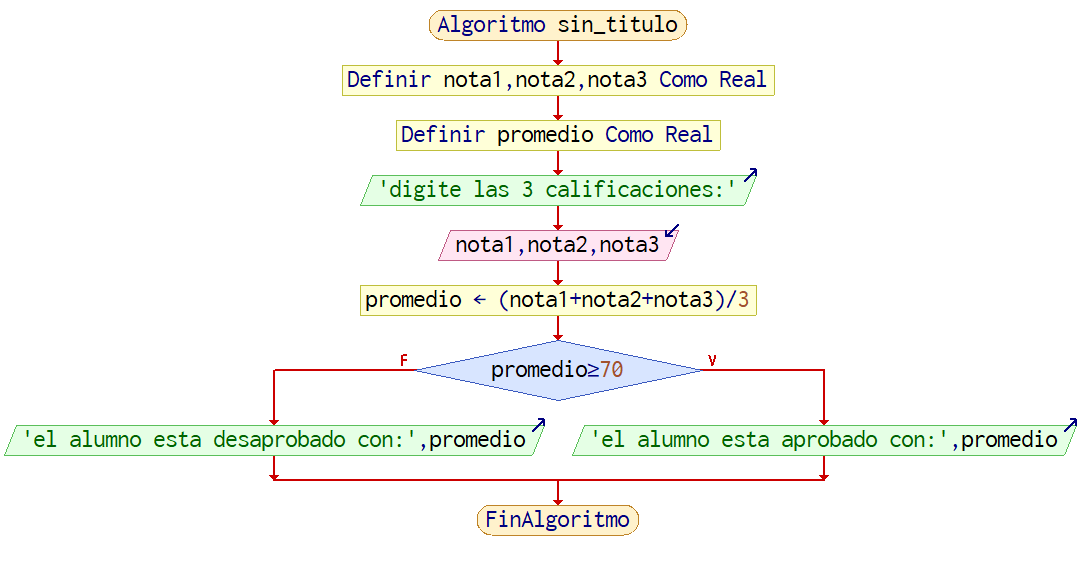 Algoritmo sin_titulo
Definir nota1,nota2,nota3 Como Real
Definir promedio Como Real
'digite las 3 calificaciones:'
nota1,nota2,nota3
promedio ← (nota1+nota2+nota3)/3
F
V
promedio≥70
'el alumno esta desaprobado con:',promedio
'el alumno esta aprobado con:',promedio
FinAlgoritmo